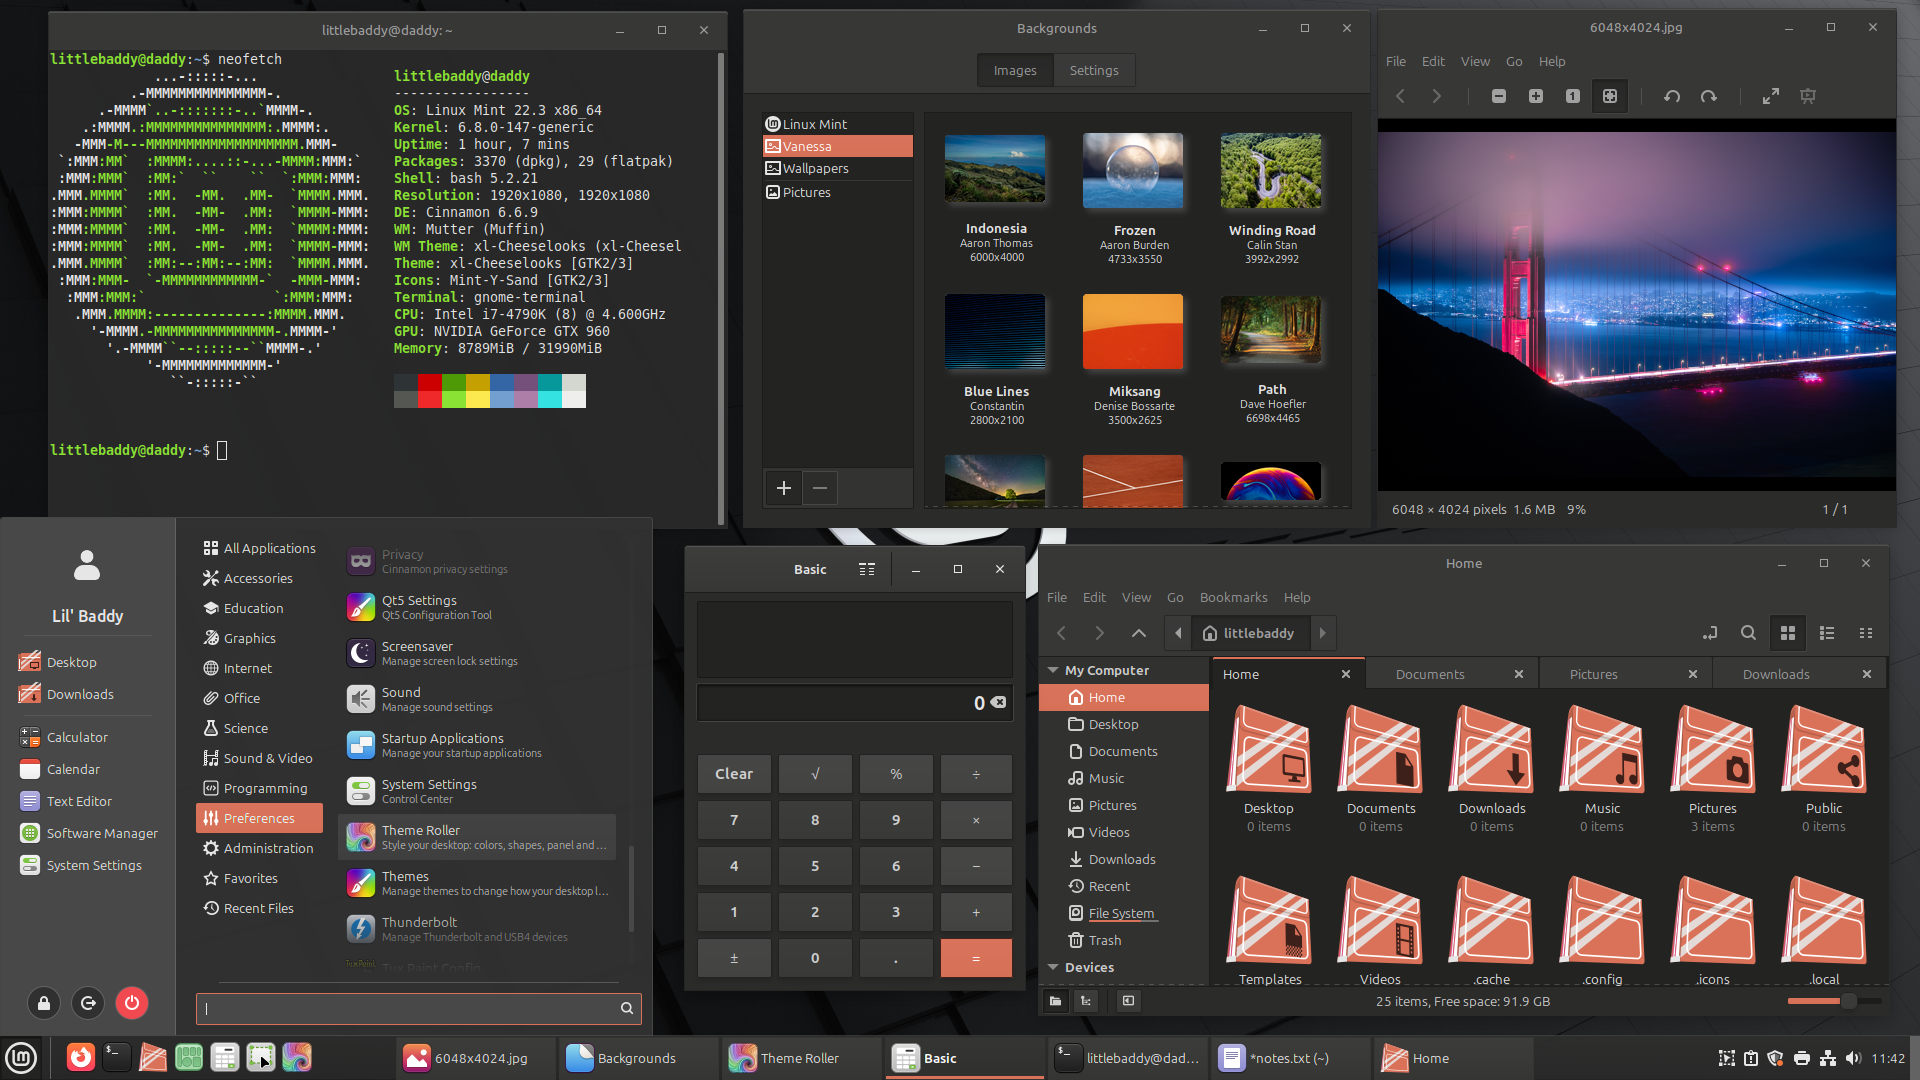 littlebaddy@daddy: ~
littlebaddy@daddy:~$ neofetch
littlebaddy@daddy
-----------------
OS: Linux Mint 22.3 x86_64
Kernel: 6.8.0-147-generic
Uptime: 1 hour, 7 mins
Packages: 3370 (dpkg), 29 (flatpak)
Shell: bash 5.2.21
Resolution: 1920x1080, 1920x1080
DE: Cinnamon 6.6.9
WM: Mutter (Muffin)
WM Theme: xl-Cheeselooks (xl-Cheesel
Theme: xl-Cheeselooks [GTK2/3]
Icons: Mint-Y-Sand [GTK2/3]
Terminal: gnome-terminal
CPU: Intel i7-4790K (8) @ 4.600GHz
GPU: NVIDIA GeForce GTX 960
Memory: 8789MiB / 31990MiB
littlebaddy@daddy:~$
Backgrounds
Images
Settings
Linux Mint
Vanessa
Wallpapers
Pictures
Indonesia
Aaron Thomas
6000x4000
Frozen
Aaron Burden
4733x3550
Winding Road
Calin Stan
3992x2992
Blue Lines
Constantin
2800x2100
Miksang
Denise Bossarte
3500x2625
Path
Dave Hoefler
6698x4465
6048x4024.jpg
File Edit View Go Help
6048 × 4024 pixels 1.6 MB 9%
1 / 1
Lil' Baddy
Desktop
Downloads
Calculator
Calendar
Text Editor
Software Manager
System Settings
All Applications
Accessories
Education
Graphics
Internet
Office
Science
Sound & Video
Programming
Preferences
Administration
Favorites
Recent Files
Privacy
Cinnamon privacy settings
Qt5 Settings
Qt5 Configuration Tool
Screensaver
Manage screen lock settings
Sound
Manage sound settings
Startup Applications
Manage your startup applications
System Settings
Control Center
Theme Roller
Style your desktop: colors, shapes, panel and ...
Themes
Manage themes to change how your desktop l...
Thunderbolt
Manage Thunderbolt and USB4 devices
Tux Paint Config
Basic
0
Clear √ % ÷
7 8 9 ×
4 5 6 −
1 2 3 +
± 0 . =
Home
File Edit View Go Bookmarks Help
littlebaddy
My Computer
Home
Desktop
Documents
Music
Pictures
Videos
Downloads
Recent
File System
Trash
Devices
Home Documents Pictures Downloads
Desktop
0 items
Documents
0 items
Downloads
0 items
Music
0 items
Pictures
3 items
Public
0 items
Templates
Videos
.cache
.config
.icons
.local
25 items, Free space: 91.9 GB
6048x4024.jpg
Backgrounds
Theme Roller
Basic
littlebaddy@dad...
*notes.txt (~)
Home
11:42